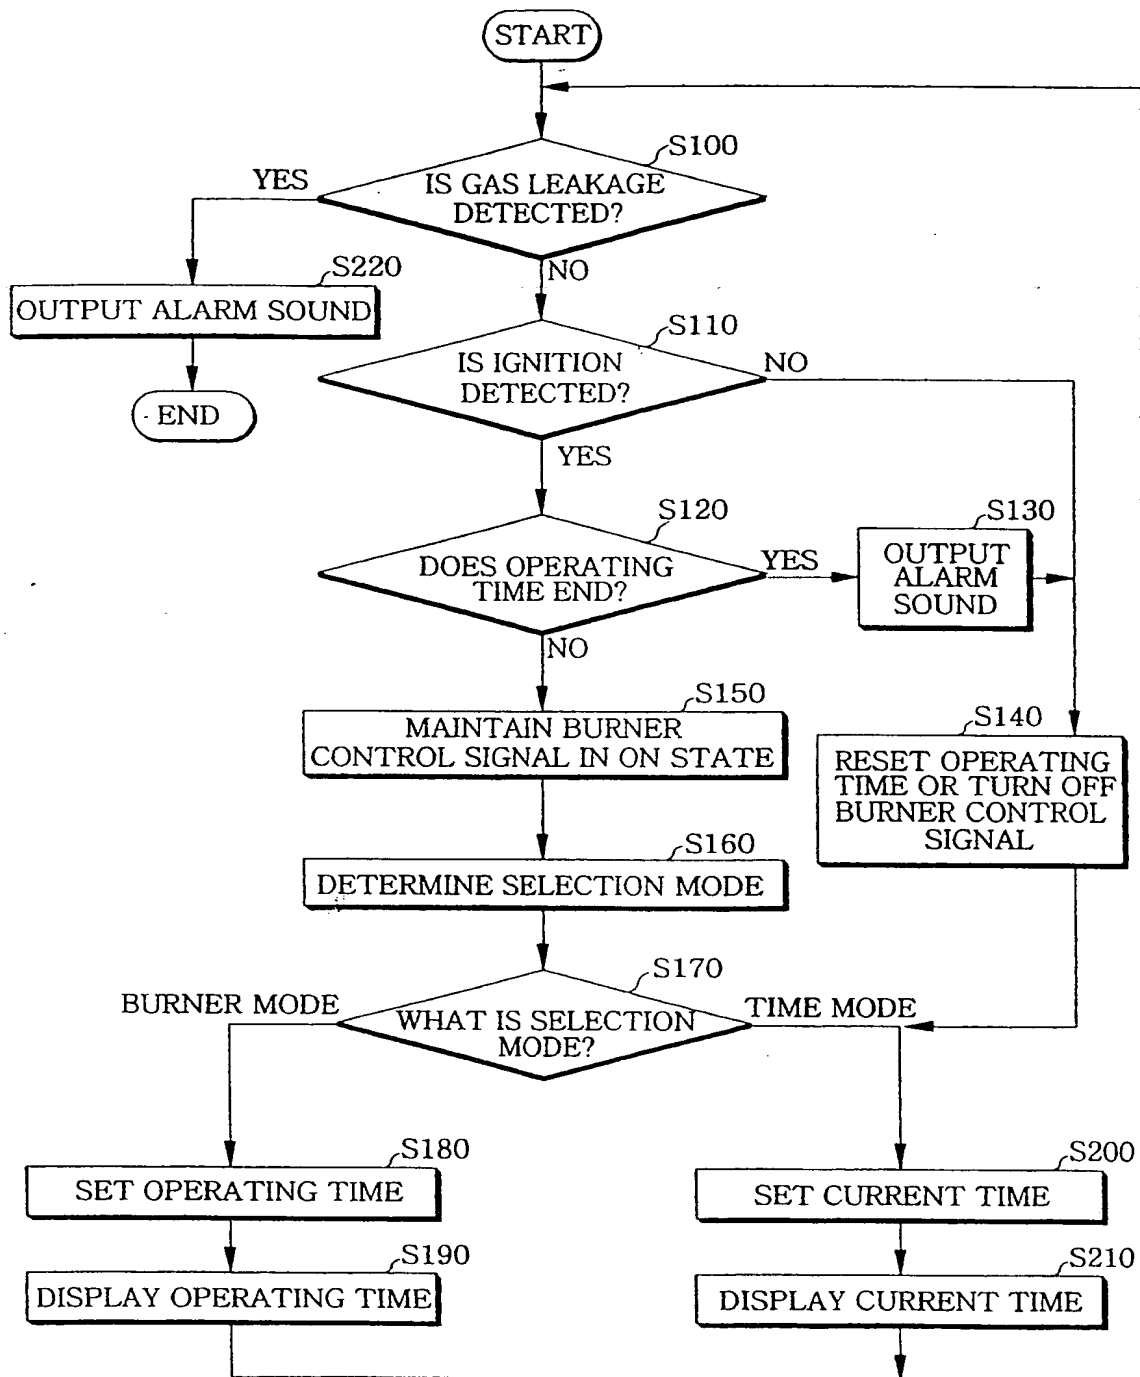 START
S100
YES
IS GAS LEAKAGE
DETECTED?
NO
S220
OUTPUT ALARM SOUND
END
S110
IS IGNITION
DETECTED?
NO
YES
S120
DOES OPERATING
TIME END?
YES
S130
OUTPUT
ALARM
SOUND
NO
S150
MAINTAIN BURNER
CONTROL SIGNAL IN ON STATE
S140
RESET OPERATING
TIME OR TURN OFF
BURNER CONTROL
SIGNAL
S160
DETERMINE SELECTION MODE
S170
BURNER MODE
WHAT IS SELECTION
MODE?
TIME MODE
S180
SET OPERATING TIME
S190
DISPLAY OPERATING TIME
S200
SET CURRENT TIME
S210
DISPLAY CURRENT TIME